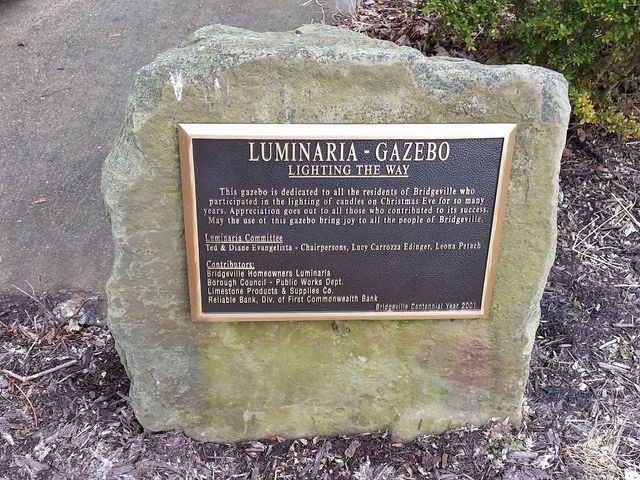 LUMINARIA - GAZEBO
LIGHTING THE WAY
This gazebo is dedicated to all the residents of Bridgeville who
participated in the lighting of candles on Christmas Eve for so many
years. Appreciation goes out to all those who contributed to its success.
May the use of this gazebo bring joy to all the people of Bridgeville.
Luminaria Committee
Ted & Diane Evangelista - Chairpersons, Lucy Carrozza Edinger, Leona Petach
Contributors:
Bridgeville Homeowners Luminaria
Borough Council - Public Works Dept.
Limestone Products & Supplies Co.
Reliable Bank, Div. of First Commonwealth Bank
Bridgeville Centennial Year 2001